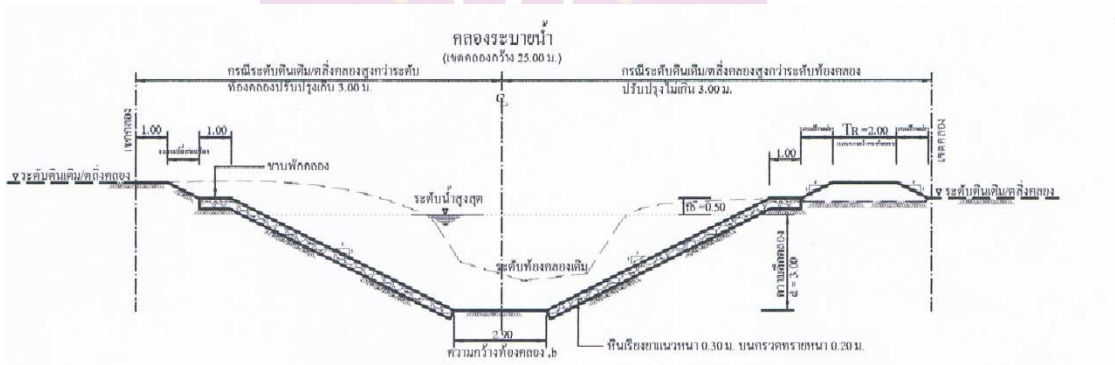 คลองระบายน้ำ
(เขตคลองกว้าง 25.00 ม.)
กรณีระดับดินเดิม/ตลิ่งคลองสูงกว่าระดับ
ท้องคลองปรับปรุงเกิน 3.00 ม.
กรณีระดับดินเดิม/ตลิ่งคลองสูงกว่าระดับท้องคลอง
ปรับปรุงไม่เกิน 3.00 ม.
เขตคลอง
1.00
1.00
ชานพักคลอง
ระดับดินเดิม/ตลิ่งคลอง
ระดับน้ำสูงสุด
ระดับท้องคลองเดิม
fb =0.50
1.00
TR =2.00
เขตคลอง
ระดับดินเดิม/ตลิ่งคลอง
ความลึกคลอง
d = 3.00
2.90
ความกว้างท้องคลอง ,b
หินเรียงยาแนวหนา 0.30 ม. บนกรวดทรายหนา 0.20 ม.